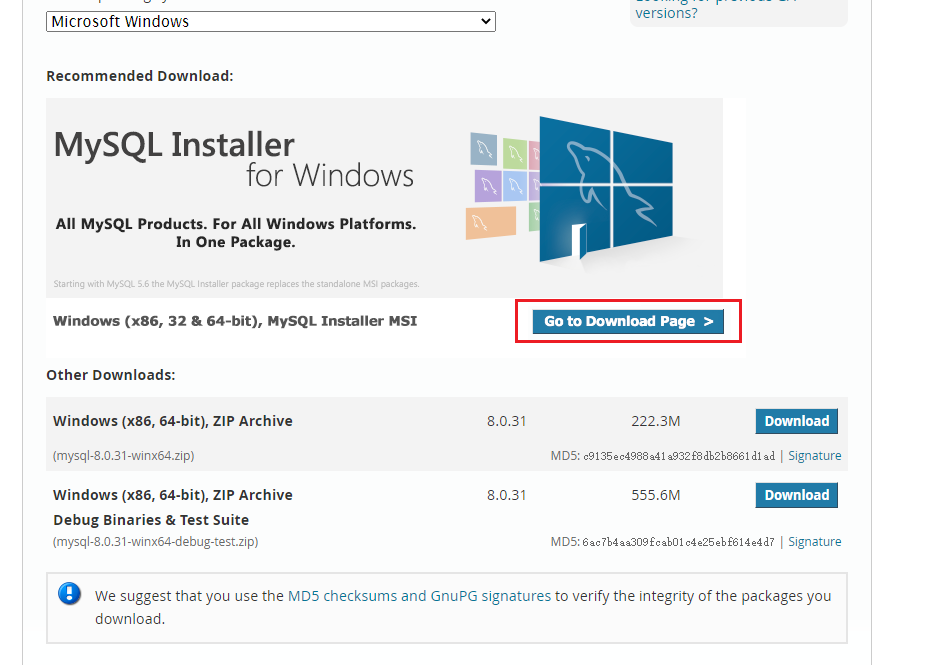 Microsoft Windows
versions?
Recommended Download:
MySQL Installer
for Windows
All MySQL Products. For All Windows Platforms.
In One Package.
Starting with MySQL 5.6 the MySQL Installer package replaces the standalone MSI packages.
Windows (x86, 32 & 64-bit), MySQL Installer MSI
Go to Download Page >
Other Downloads:
Windows (x86, 64-bit), ZIP Archive 8.0.31 222.3M Download
(mysql-8.0.31-winx64.zip) MD5: c9135ec4988a41a932f8db2b8661d1ad | Signature
Windows (x86, 64-bit), ZIP Archive 8.0.31 555.6M Download
Debug Binaries & Test Suite
(mysql-8.0.31-winx64-debug-test.zip) MD5: 6ac7b4aa309fcab01c4e25ebf614e4d7 | Signature
We suggest that you use the MD5 checksums and GnuPG signatures to verify the integrity of the packages you
download.